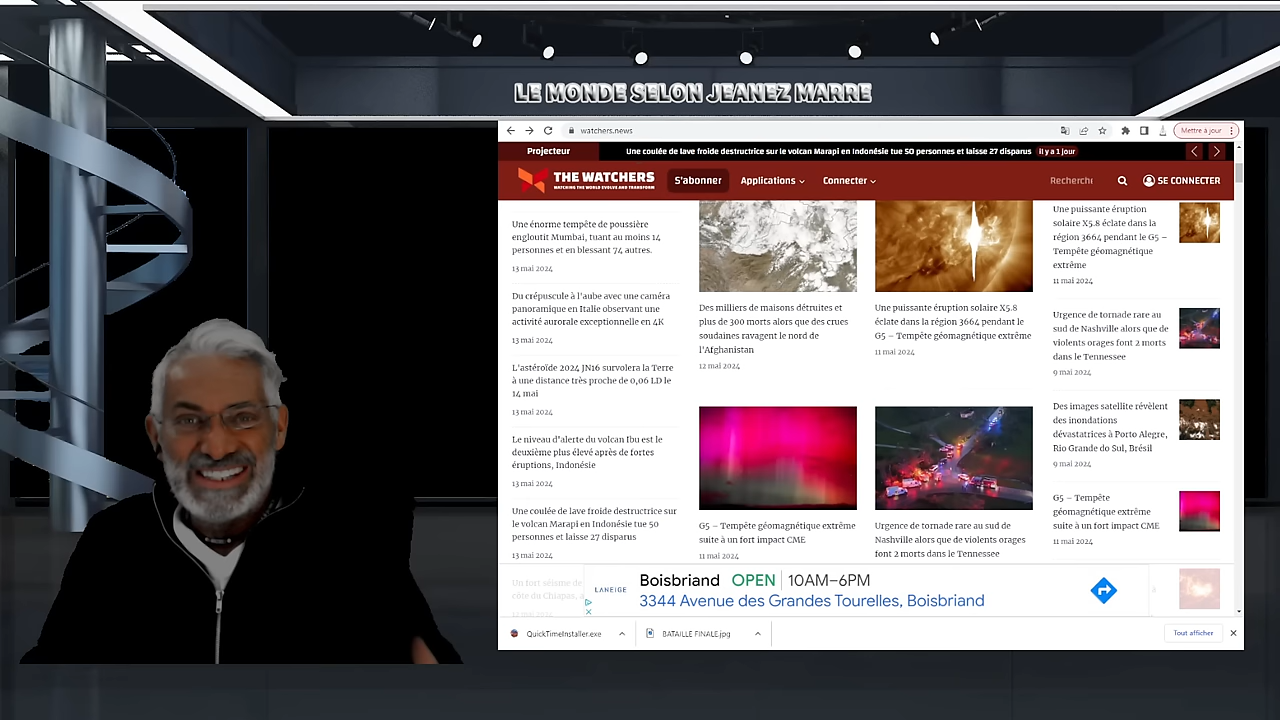 LE MONDE SELON JEANEZ MARRE
watchers.news
Mettre à jour
Projecteur
Une coulée de lave froide destructrice sur le volcan Marapi en Indonésie tue 50 personnes et laisse 27 disparus il y a 1 jour
THE WATCHERS
WATCHING THE WORLD EVOLVE AND TRANSFORM
S'abonner
Applications
Connecter
Recherche
SE CONNECTER
Une énorme tempête de poussière
engloutit Mumbai, tuant au moins 14
personnes et en blessant 74 autres.
13 mai 2024
Du crépuscule à l'aube avec une caméra
panoramique en Italie observant une
activité aurorale exceptionnelle en 4K
13 mai 2024
L'astéroïde 2024 JN16 survolera la Terre
à une distance très proche de 0,06 LD le
14 mai
13 mai 2024
Le niveau d'alerte du volcan Ibu est le
deuxième plus élevé après de fortes
éruptions, Indonésie
13 mai 2024
Une coulée de lave froide destructrice sur
le volcan Marapi en Indonésie tue 50
personnes et laisse 27 disparus
13 mai 2024
Un fort séisme de
côte du Chiapas,
Des milliers de maisons détruites et
plus de 300 morts alors que des crues
soudaines ravagent le nord de
l'Afghanistan
12 mai 2024
Une puissante éruption solaire X5.8
éclate dans la région 3664 pendant le
G5 – Tempête géomagnétique extrême
11 mai 2024
G5 – Tempête géomagnétique extrême
suite à un fort impact CME
11 mai 2024
Urgence de tornade rare au sud de
Nashville alors que de violents orages
font 2 morts dans le Tennessee
Une puissante éruption
solaire X5.8 éclate dans la
région 3664 pendant le G5 –
Tempête géomagnétique
extrême
11 mai 2024
Urgence de tornade rare au
sud de Nashville alors que de
violents orages font 2 morts
dans le Tennessee
9 mai 2024
Des images satellite révèlent
des inondations
dévastatrices à Porto Alegre,
Rio Grande do Sul, Brésil
9 mai 2024
G5 – Tempête
géomagnétique extrême
suite à un fort impact CME
11 mai 2024
LANEIGE
Boisbriand OPEN 10AM–6PM
3344 Avenue des Grandes Tourelles, Boisbriand
QuickTimeInstaller.exe
BATAILLE FINALE.jpg
Tout afficher